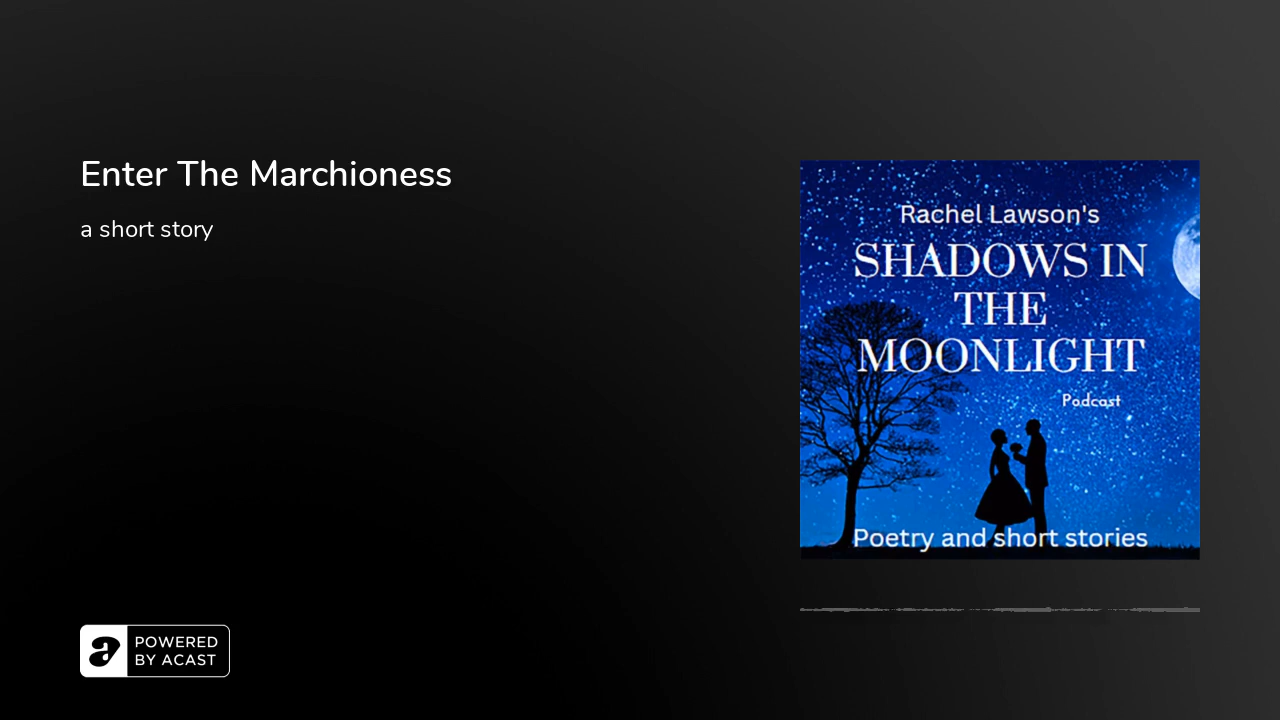 Enter The Marchioness
a short story
Rachel Lawson's
SHADOWS IN
THE
MOONLIGHT
Podcast
Poetry and short stories
POWERED
BY ACAST